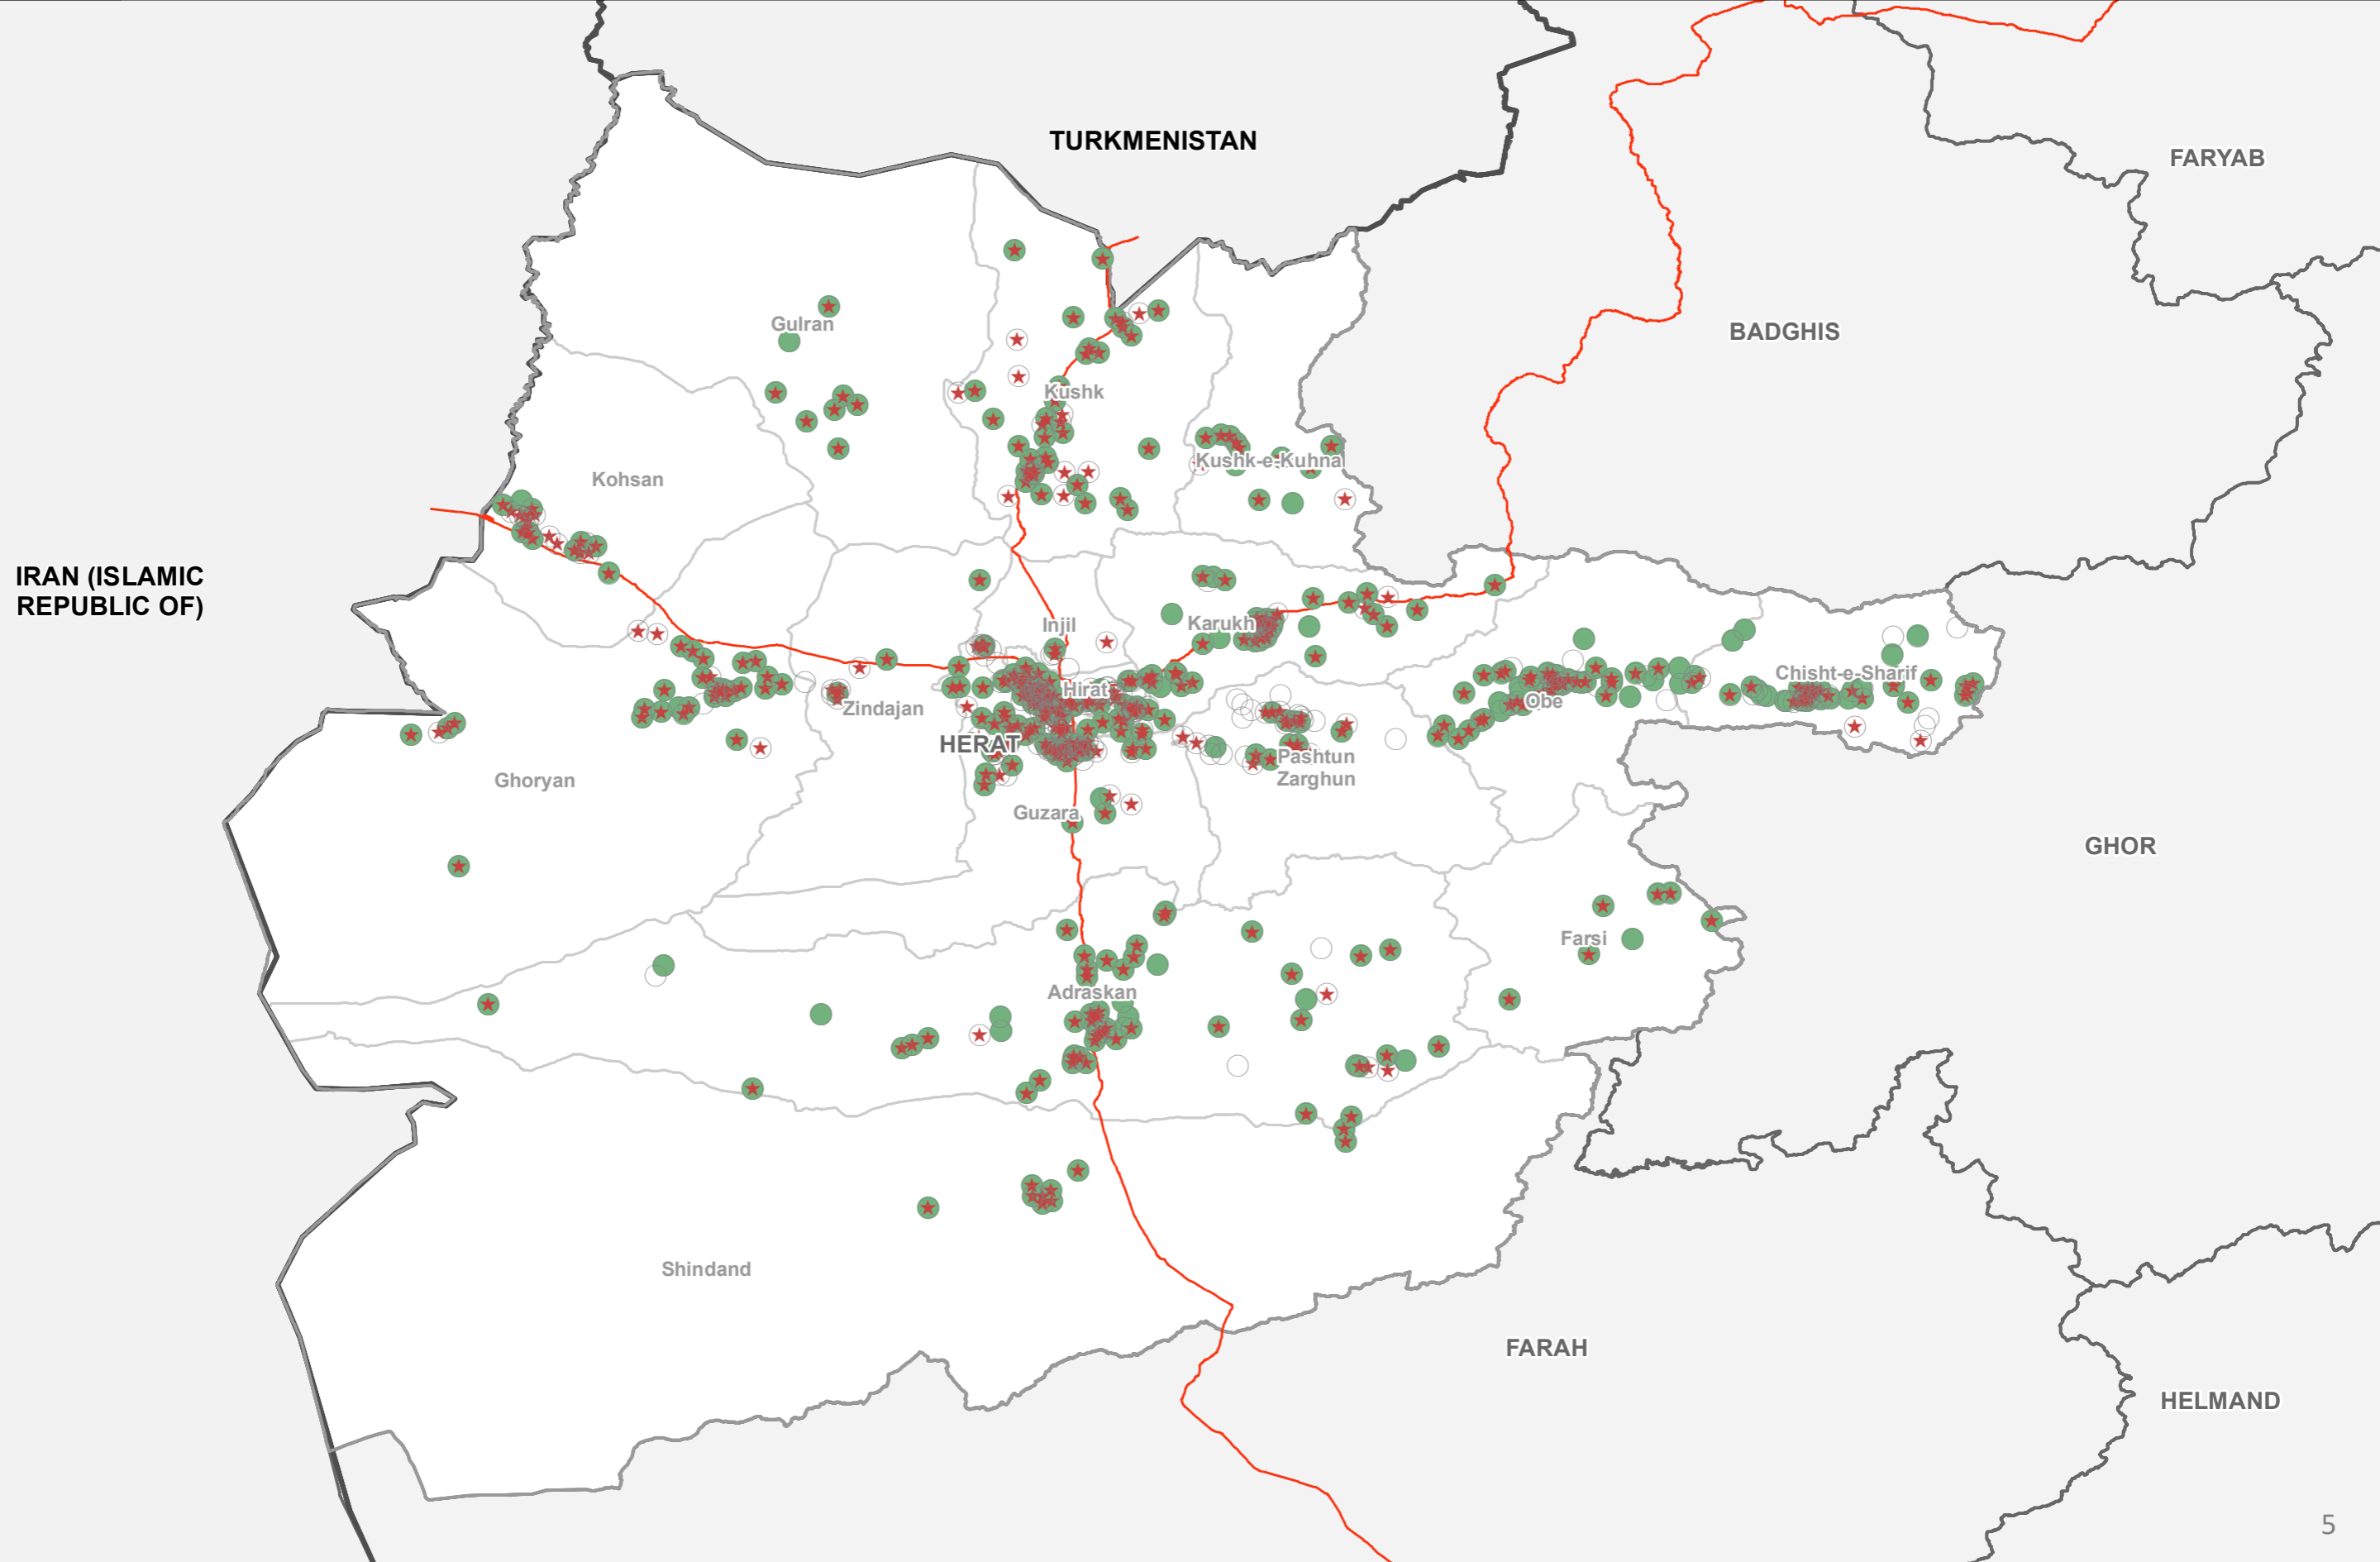 TURKMENISTAN
FARYAB
Gulran
BADGHIS
Kushk
Kushk-e-Kuhna
Kohsan
IRAN (ISLAMIC
REPUBLIC OF)
Injil
Karukh
Chisht-e-Sharif
Hirat
Obe
Zindajan
HERAT
Pashtun
Zarghun
Ghoryan
Guzara
GHOR
Farsi
Adraskan
Shindand
FARAH
HELMAND
5